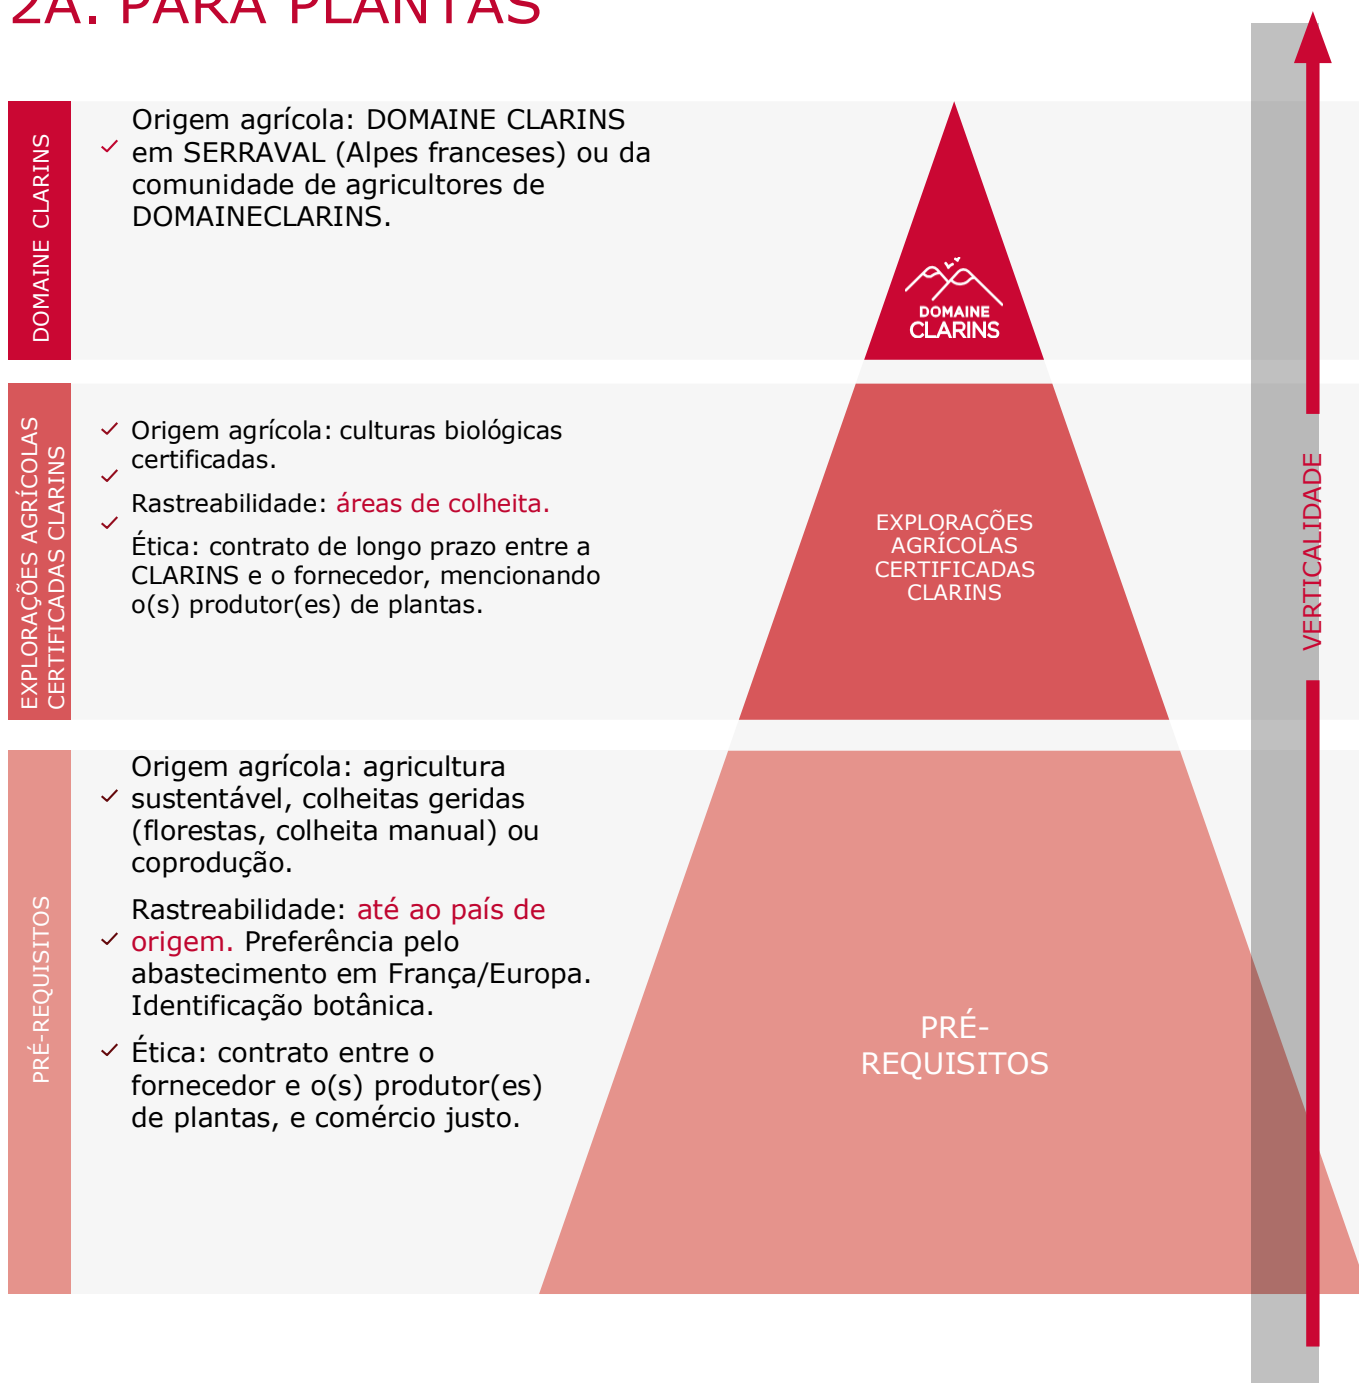 2A. PARA PLANTAS
DOMAINE CLARINS
Origem agrícola: DOMAINE CLARINS
em SERRAVAL (Alpes franceses) ou da
comunidade de agricultores de
DOMAINECLARINS.
DOMAINE
CLARINS
EXPLORAÇÕES AGRÍCOLAS
CERTIFICADAS CLARINS
Origem agrícola: culturas biológicas
certificadas.
Rastreabilidade: áreas de colheita.
Ética: contrato de longo prazo entre a
CLARINS e o fornecedor, mencionando
o(s) produtor(es) de plantas.
EXPLORAÇÕES
AGRÍCOLAS
CERTIFICADAS
CLARINS
VERTICALIDADE
PRÉ-REQUISITOS
Origem agrícola: agricultura
sustentável, colheitas geridas
(florestas, colheita manual) ou
coprodução.
Rastreabilidade: até ao país de
origem. Preferência pelo
abastecimento em França/Europa.
Identificação botânica.
Ética: contrato entre o
fornecedor e o(s) produtor(es)
de plantas, e comércio justo.
PRÉ-
REQUISITOS